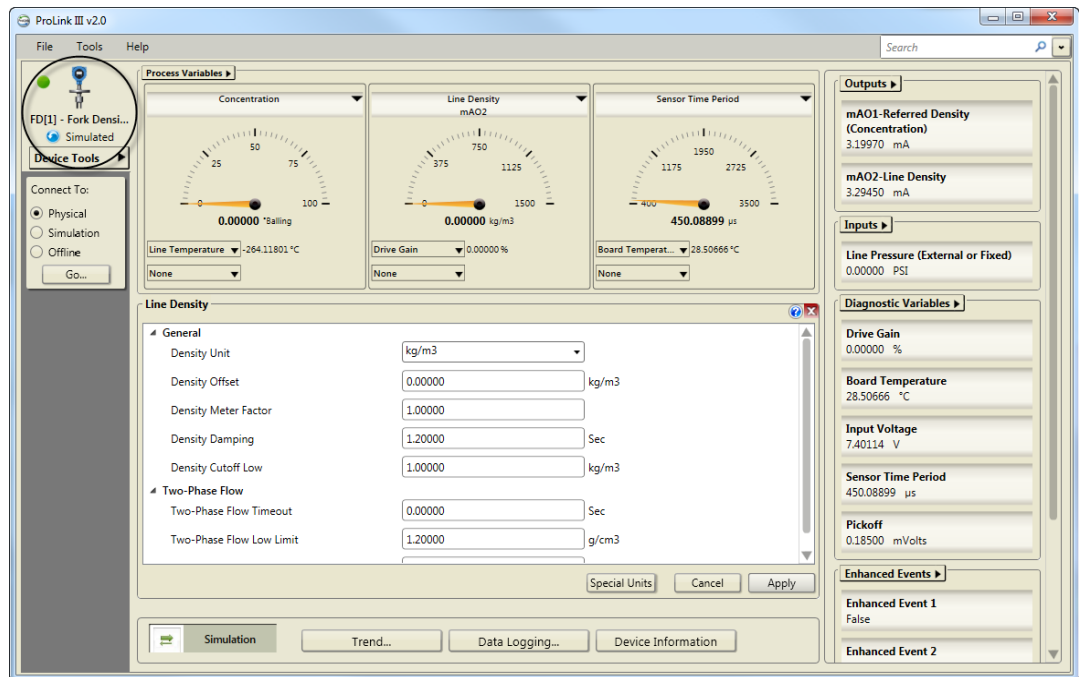 ProLink III v2.0
File Tools Help
Search
FD[1] - Fork Densi...
Simulated
Device Tools
Connect To:
Physical
Simulation
Offline
Go...
Process Variables
Concentration
0 25 50 75 100
0.00000 °Balling
Line Temperature -264.11801 °C
None
Line Density
mAO2
0 375 750 1125 1500
0.00000 kg/m3
Drive Gain 0.00000 %
None
Sensor Time Period
400 1175 1950 2725 3500
450.08899 µs
Board Temperat... 28.50666 °C
None
Line Density
General
Density Unit kg/m3
Density Offset 0.00000 kg/m3
Density Meter Factor 1.00000
Density Damping 1.20000 Sec
Density Cutoff Low 1.00000 kg/m3
Two-Phase Flow
Two-Phase Flow Timeout 0.00000 Sec
Two-Phase Flow Low Limit 1.20000 g/cm3
Special Units Cancel Apply
Simulation Trend... Data Logging... Device Information
Outputs
mAO1-Referred Density
(Concentration)
3.19970 mA
mAO2-Line Density
3.29450 mA
Inputs
Line Pressure (External or Fixed)
0.00000 PSI
Diagnostic Variables
Drive Gain
0.00000 %
Board Temperature
28.50666 °C
Input Voltage
7.40114 V
Sensor Time Period
450.08899 µs
Pickoff
0.18500 mVolts
Enhanced Events
Enhanced Event 1
False
Enhanced Event 2